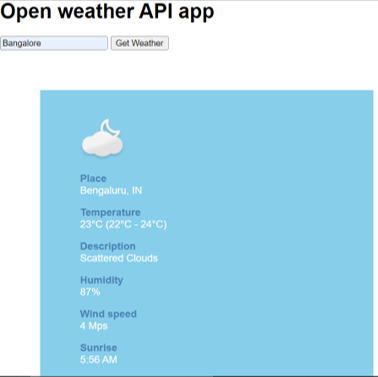 Open weather API app
Bangalore Get Weather
Place
Bengaluru, IN
Temperature
23°C (22°C - 24°C)
Description
Scattered Clouds
Humidity
87%
Wind speed
4 Mps
Sunrise
5:56 AM